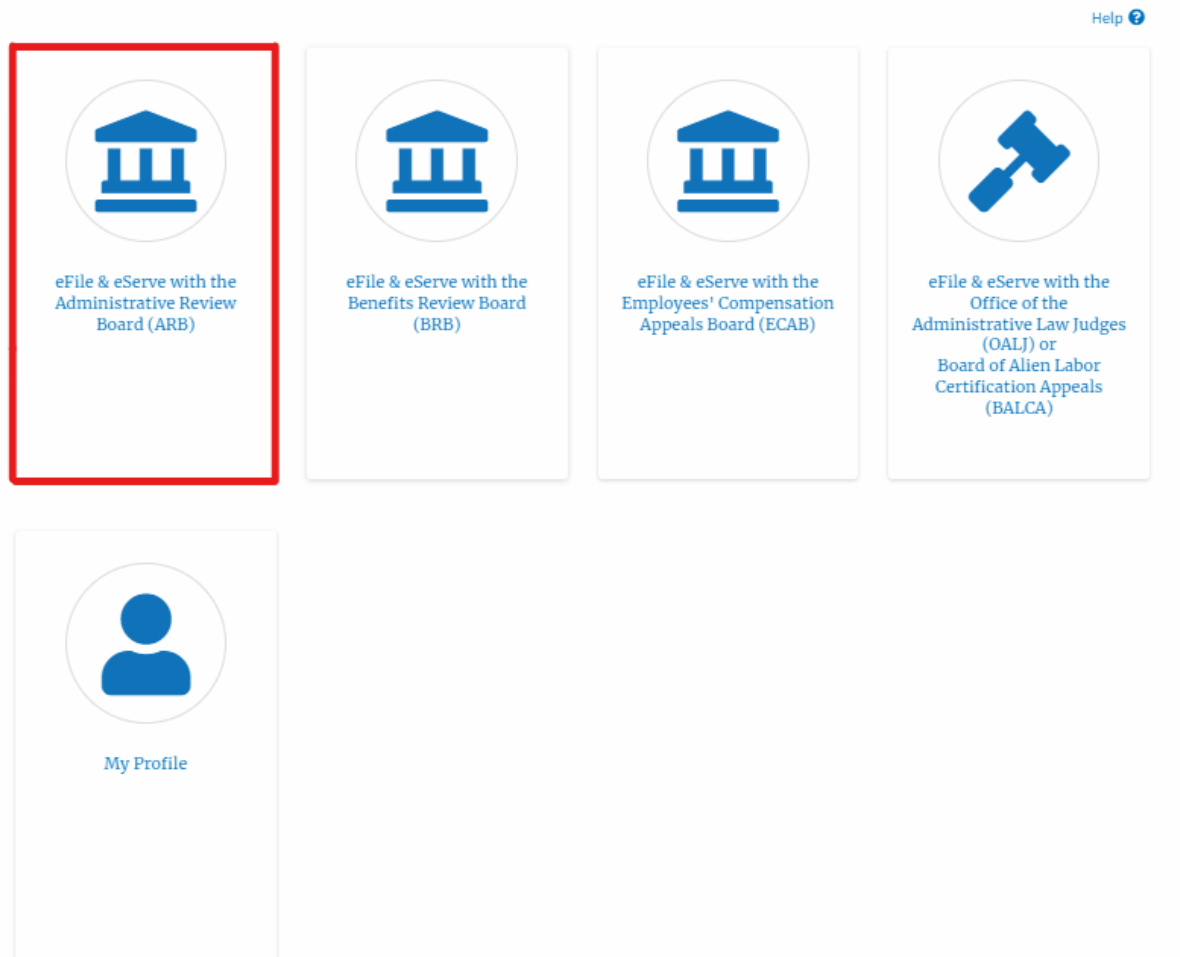 Help
eFile & eServe with the
Administrative Review
Board (ARB)
eFile & eServe with the
Benefits Review Board
(BRB)
eFile & eServe with the
Employees' Compensation
Appeals Board (ECAB)
eFile & eServe with the
Office of the
Administrative Law Judges
(OALJ) or
Board of Alien Labor
Certification Appeals
(BALCA)
My Profile